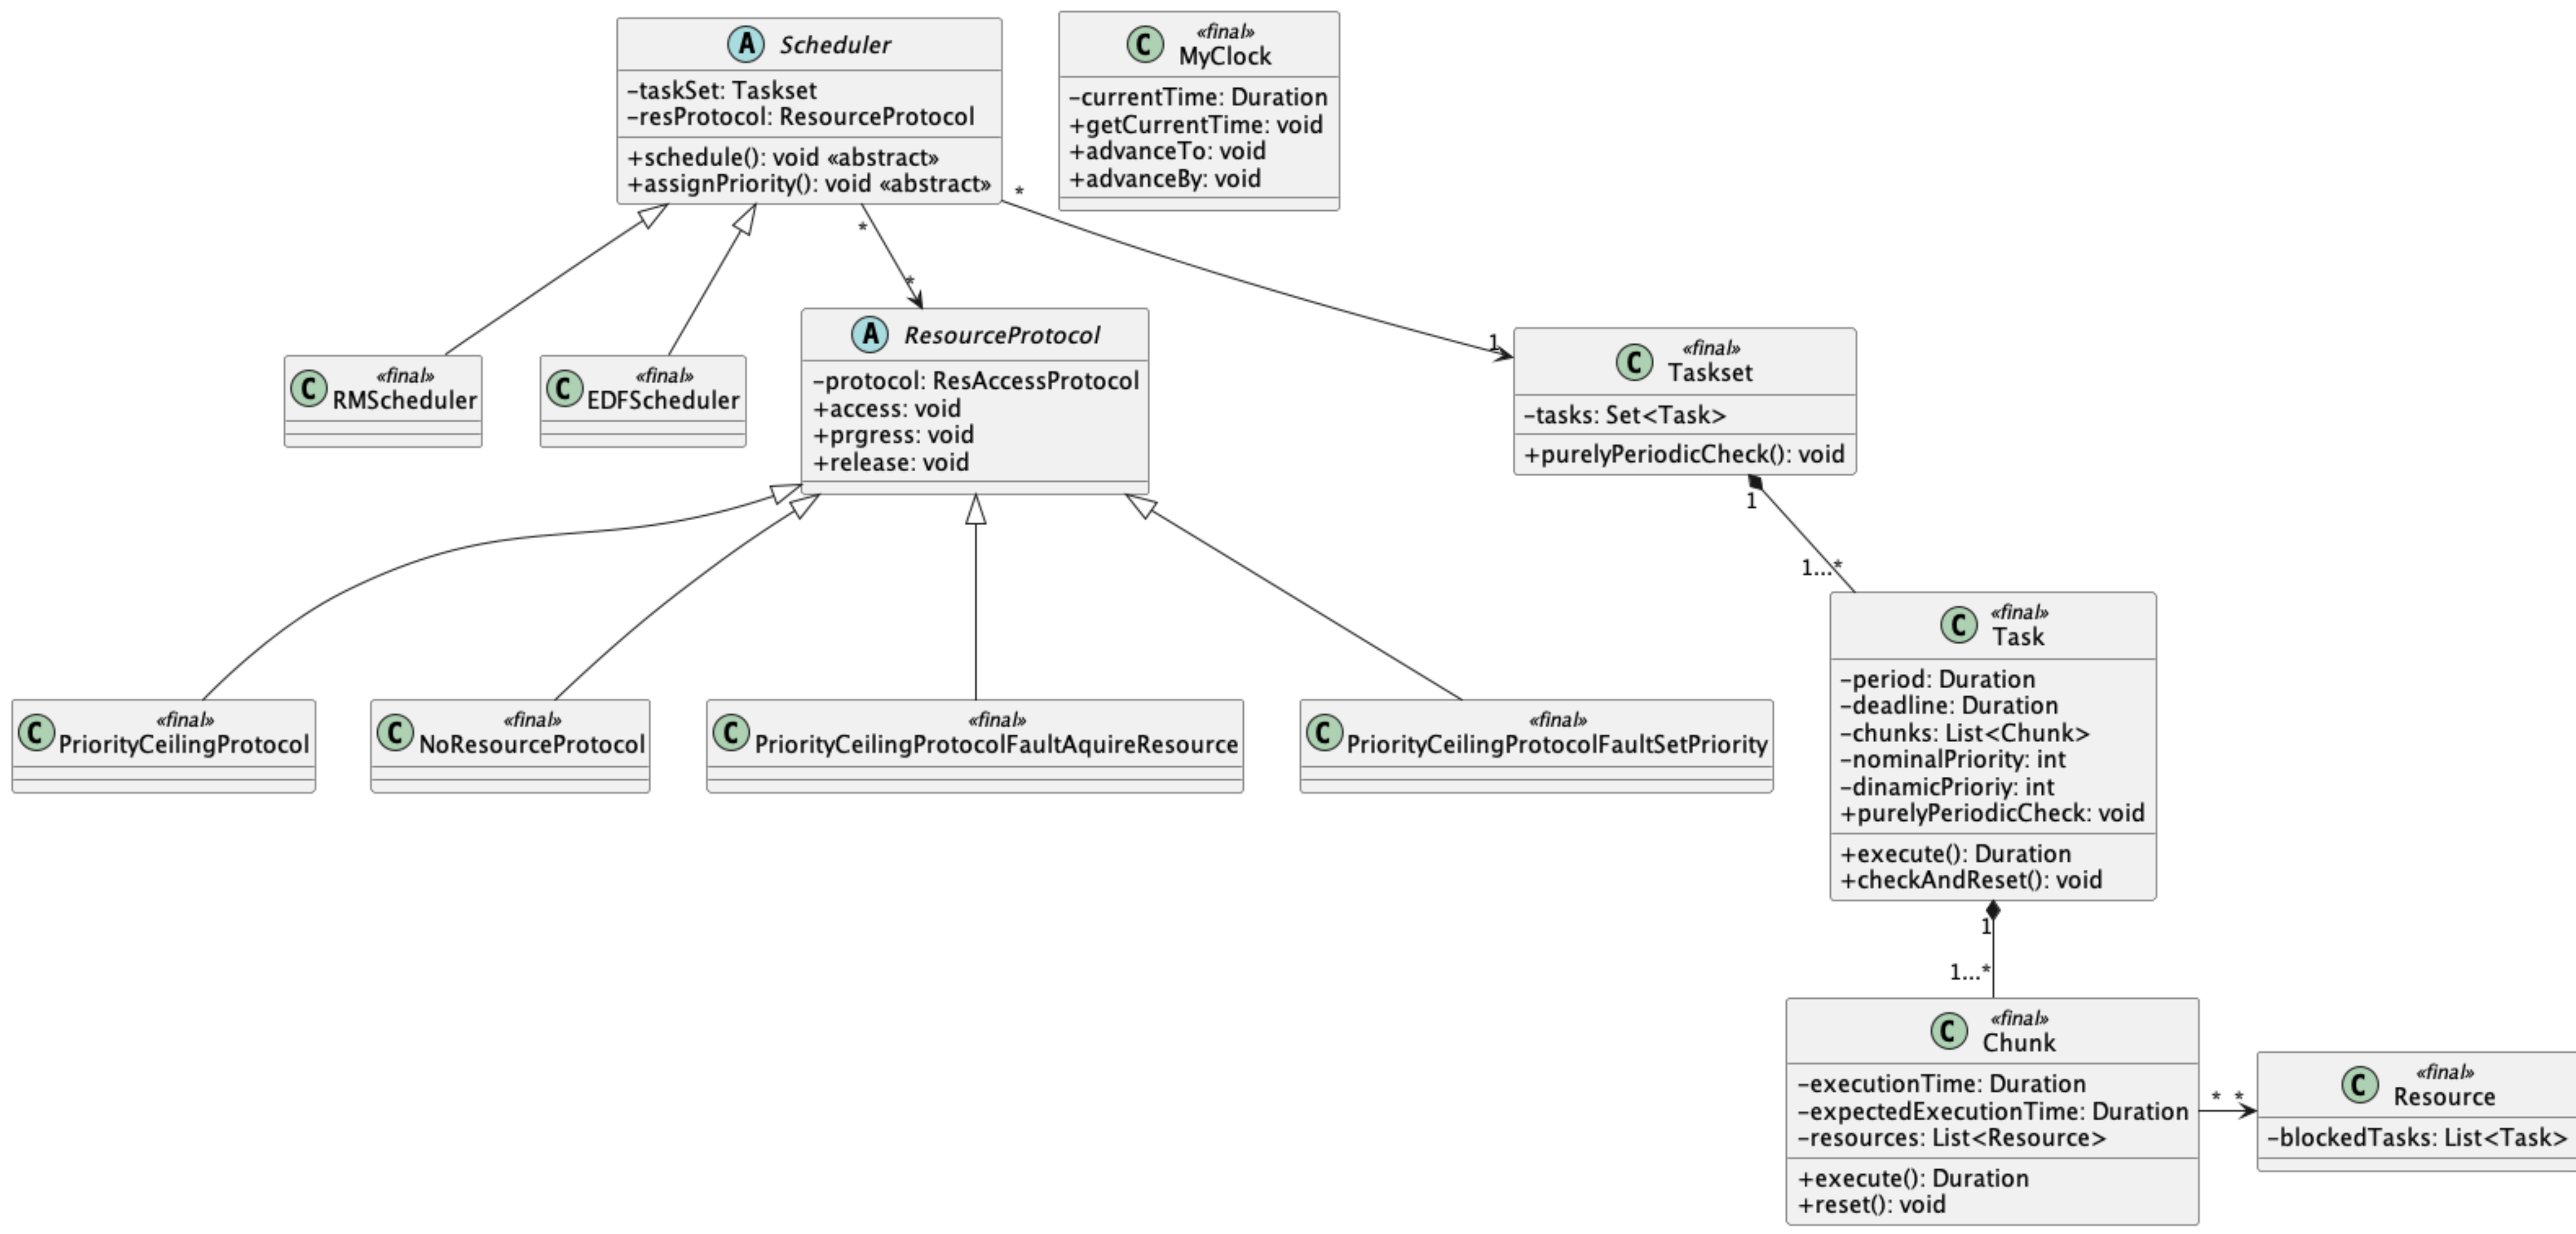 A Scheduler
-taskSet: Taskset
-resProtocol: ResourceProtocol
+schedule(): void «abstract»
+assignPriority(): void «abstract»
«final»
C MyClock
-currentTime: Duration
+getCurrentTime: void
+advanceTo: void
+advanceBy: void
*
*
*
1
«final»
C RMScheduler
«final»
C EDFScheduler
A ResourceProtocol
-protocol: ResAccessProtocol
+access: void
+prgress: void
+release: void
«final»
C Taskset
-tasks: Set<Task>
+purelyPeriodicCheck(): void
1
1...*
«final»
C PriorityCeilingProtocol
«final»
C NoResourceProtocol
«final»
C PriorityCeilingProtocolFaultAquireResource
«final»
C PriorityCeilingProtocolFaultSetPriority
«final»
C Task
-period: Duration
-deadline: Duration
-chunks: List<Chunk>
-nominalPriority: int
-dinamicPrioriy: int
+purelyPeriodicCheck: void
+execute(): Duration
+checkAndReset(): void
1
1...*
«final»
C Chunk
-executionTime: Duration
-expectedExecutionTime: Duration
-resources: List<Resource>
+execute(): Duration
+reset(): void
* *
«final»
C Resource
-blockedTasks: List<Task>